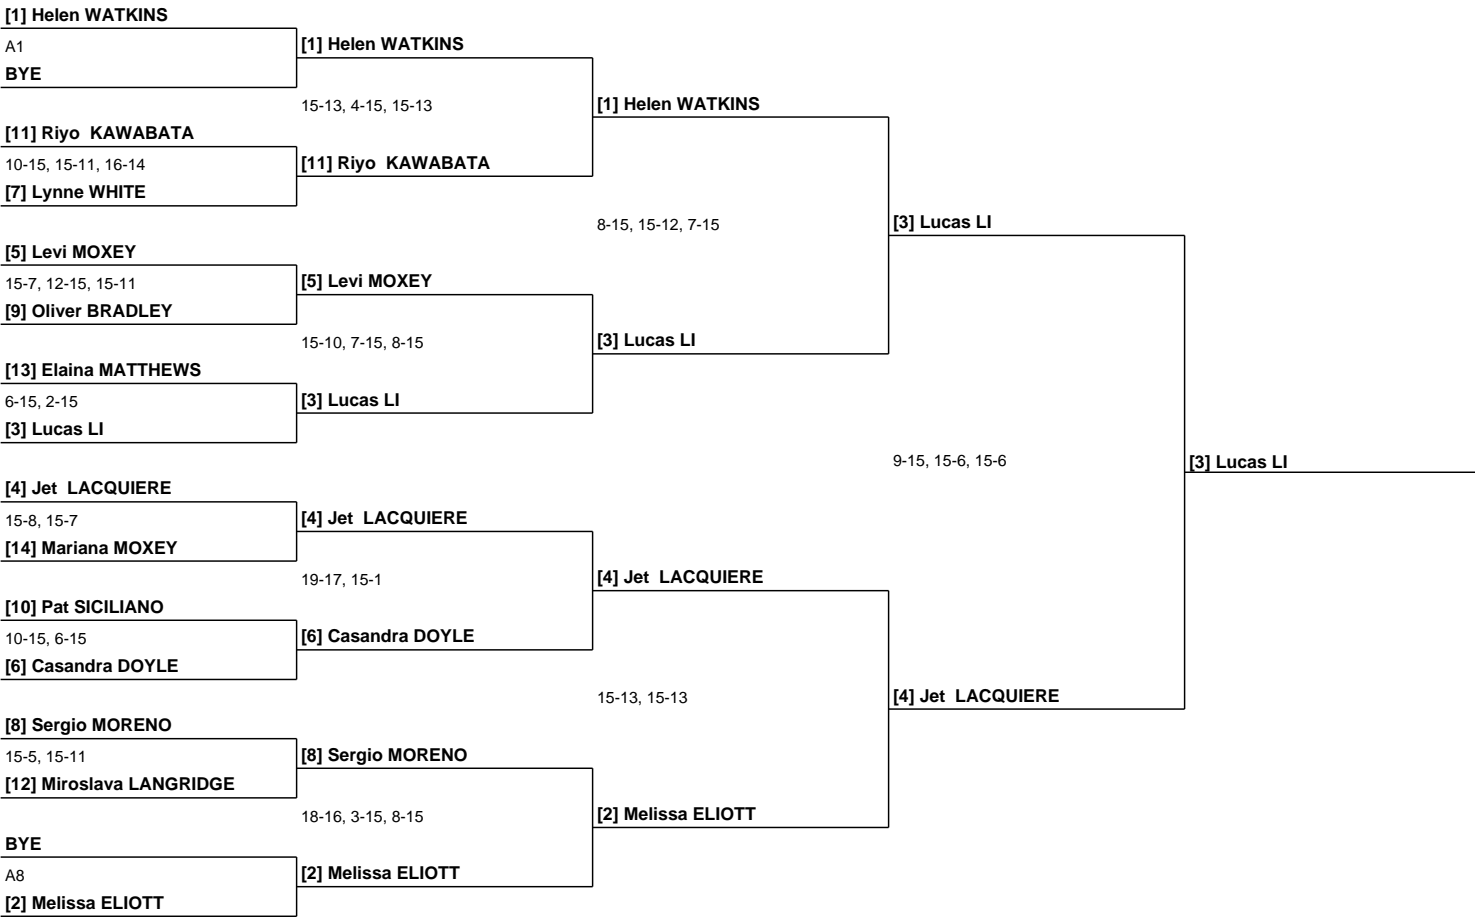 [1] Helen WATKINS
A1
BYE
[1] Helen WATKINS
15-13, 4-15, 15-13
[11] Riyo  KAWABATA
10-15, 15-11, 16-14
[7] Lynne WHITE
[11] Riyo  KAWABATA
[1] Helen WATKINS
8-15, 15-12, 7-15
[5] Levi MOXEY
15-7, 12-15, 15-11
[9] Oliver BRADLEY
[5] Levi MOXEY
15-10, 7-15, 8-15
[13] Elaina MATTHEWS
6-15, 2-15
[3] Lucas LI
[3] Lucas LI
[3] Lucas LI
[3] Lucas LI
9-15, 15-6, 15-6
[3] Lucas LI
[4] Jet  LACQUIERE
15-8, 15-7
[14] Mariana MOXEY
[4] Jet  LACQUIERE
19-17, 15-1
[10] Pat SICILIANO
10-15, 6-15
[6] Casandra DOYLE
[6] Casandra DOYLE
[4] Jet  LACQUIERE
15-13, 15-13
[4] Jet  LACQUIERE
[8] Sergio MORENO
15-5, 15-11
[12] Miroslava LANGRIDGE
[8] Sergio MORENO
18-16, 3-15, 8-15
[2] Melissa ELIOTT
BYE
A8
[2] Melissa ELIOTT
[2] Melissa ELIOTT